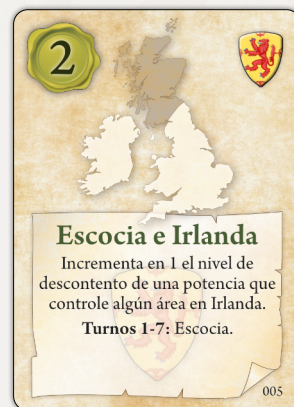 2
Escocia e Irlanda
Incrementa en 1 el nivel de
descontento de una potencia que
controle algún área en Irlanda.
Turnos 1-7: Escocia.
005